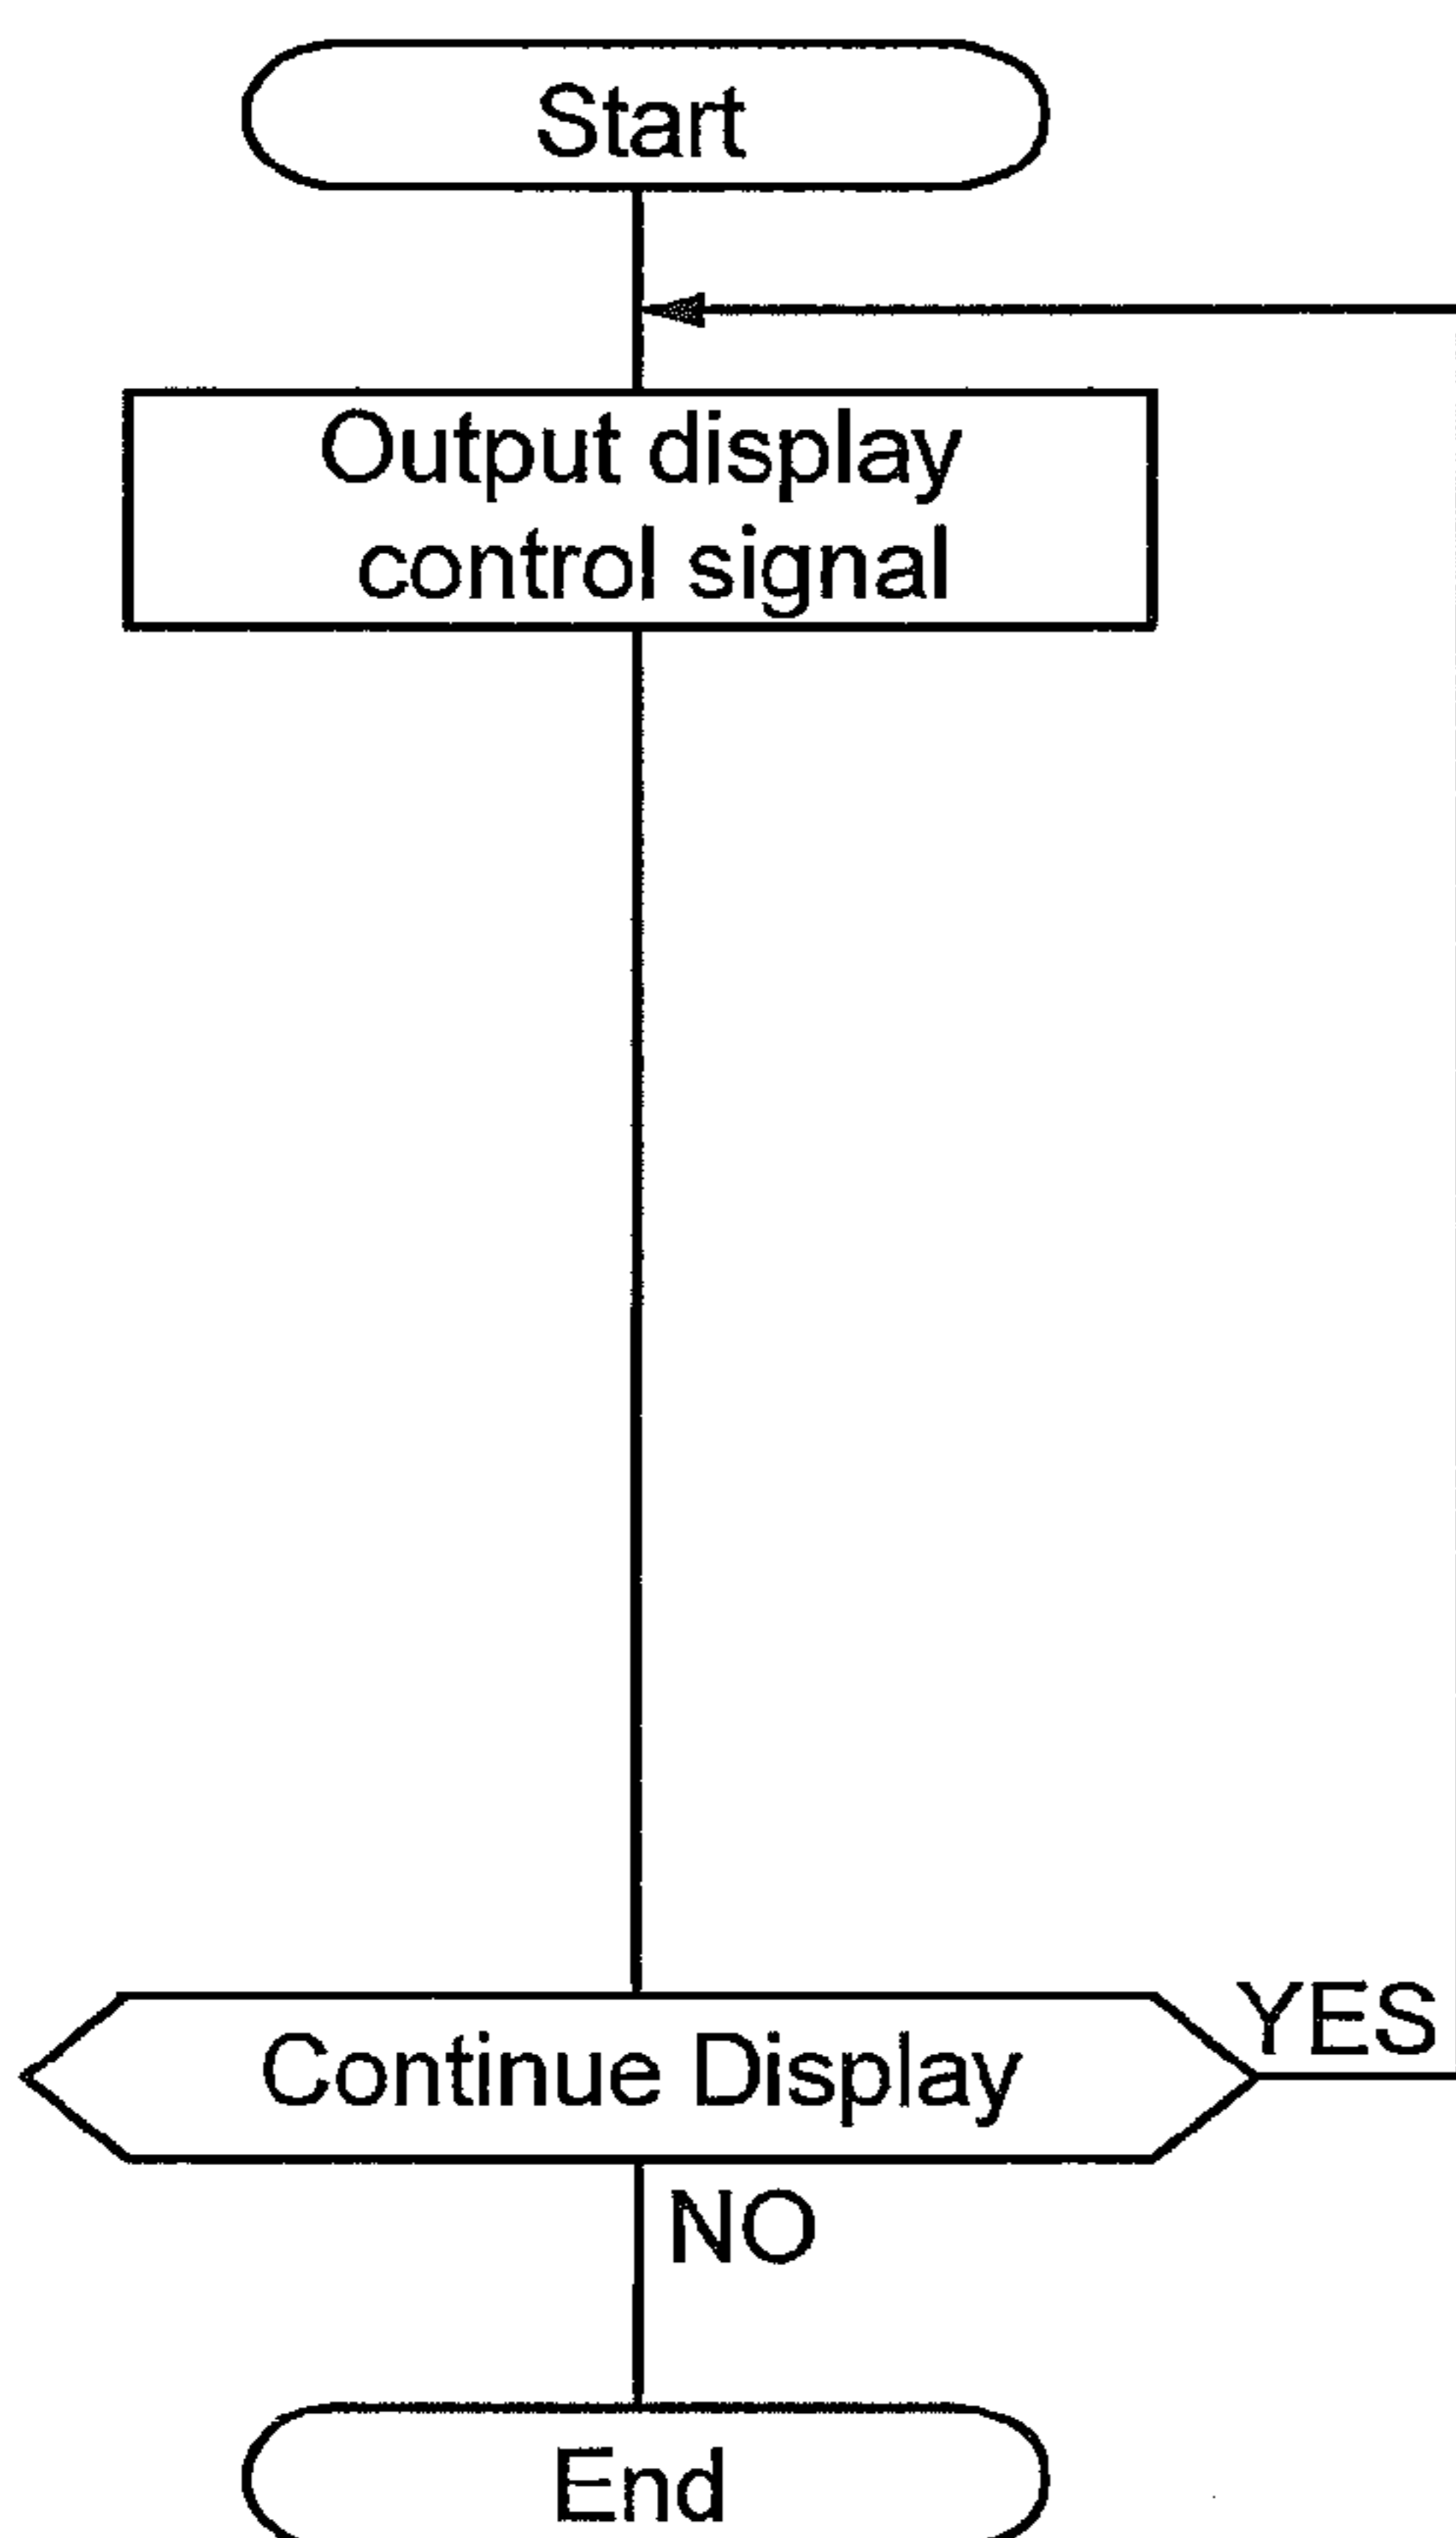 Start
Output display
control signal
Continue Display
YES
NO
End